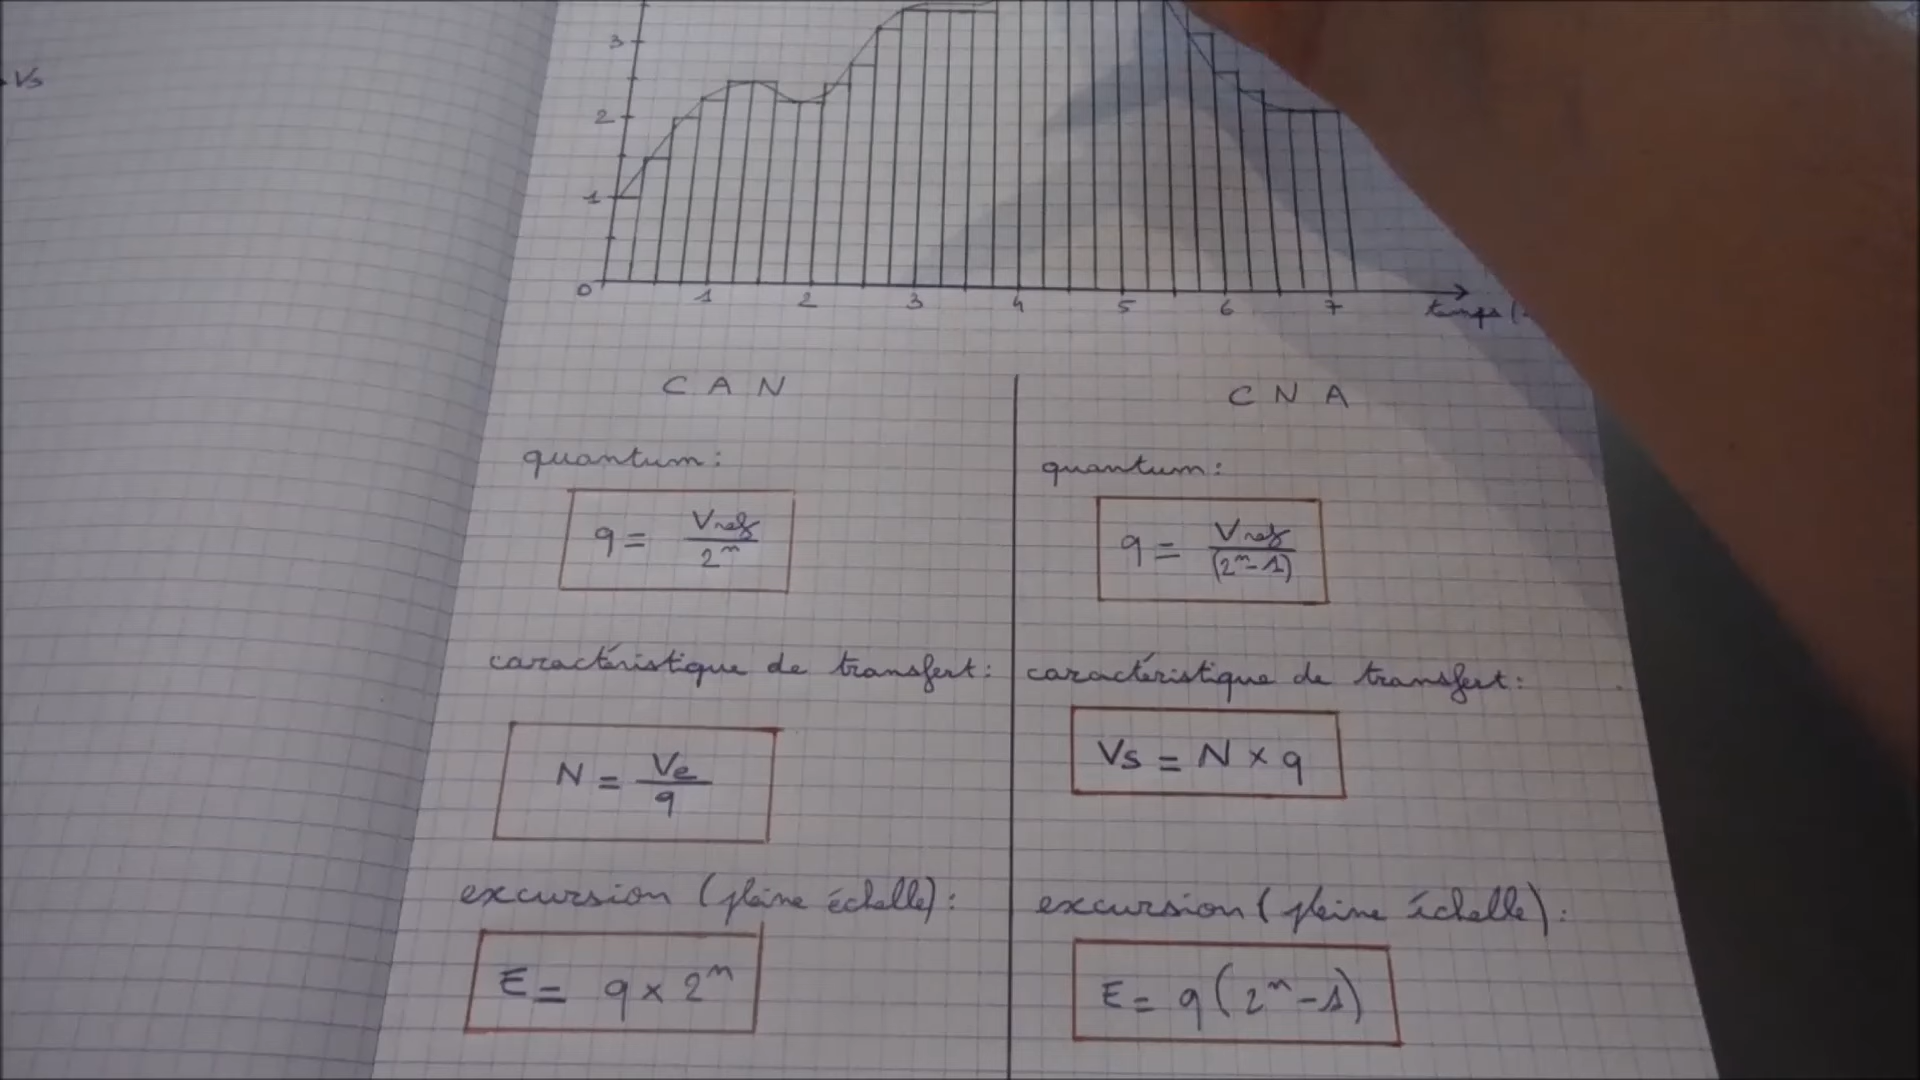 Vs
3
2
1
0
1 2 3 4 5 6 7 temps (
CAN
quantum:
q = Vref / 2^n
caractéristique de transfert:
N = Ve / q
excursion (pleine échelle):
E = q × 2^n
CNA
quantum:
q = Vref / (2^n - 1)
caractéristique de transfert:
Vs = N × q
excursion (pleine échelle):
E = q (2^n - 1)